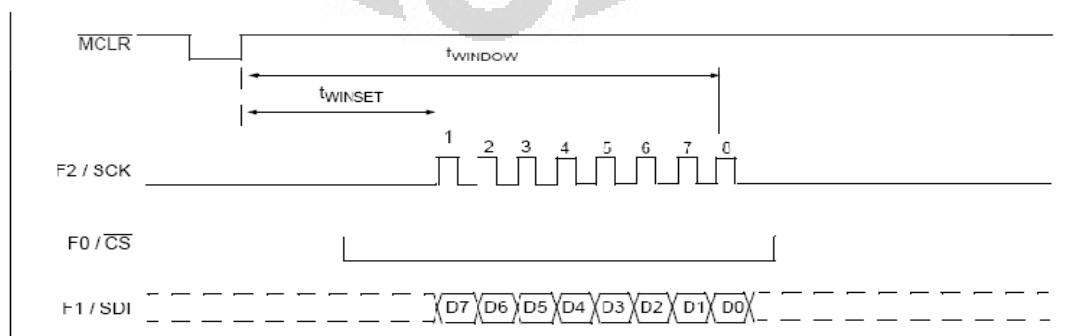 MCLR
tWINDOW
tWINSET
1 2 3 4 5 6 7 8
F2 / SCK
F0 / CS
F1 / SDI
D7 D6 D5 D4 D3 D2 D1 D0